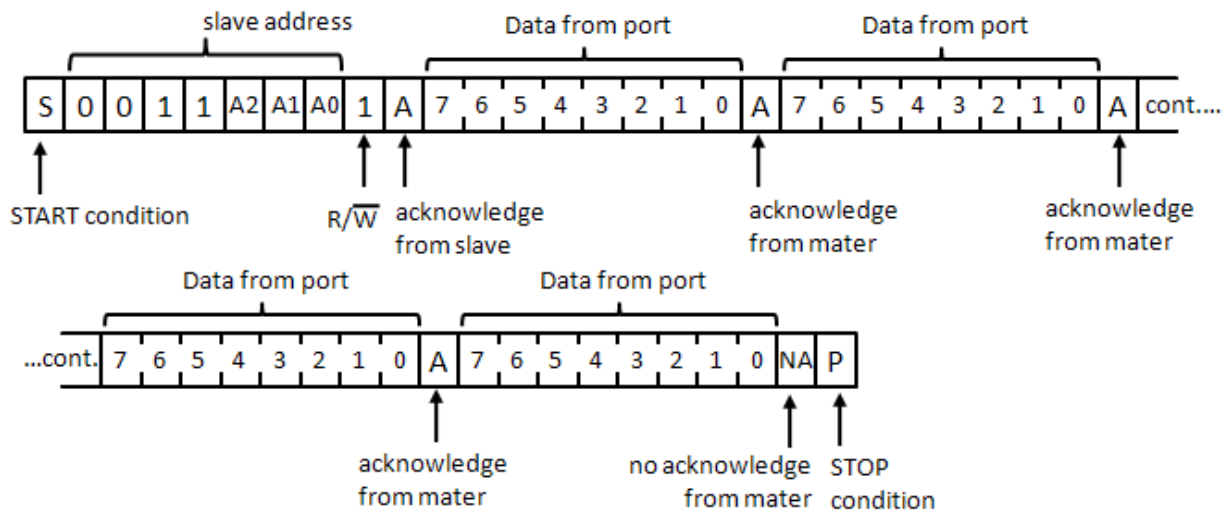 slave address Data from port Data from port
S 0 0 1 1 A2 A1 A0 1 A 7 6 5 4 3 2 1 0 A 7 6 5 4 3 2 1 0 A cont....
START condition R/W̅ acknowledge from slave acknowledge from mater acknowledge from mater
Data from port Data from port
...cont. 7 6 5 4 3 2 1 0 A 7 6 5 4 3 2 1 0 NA P
acknowledge from mater no acknowledge from mater STOP condition